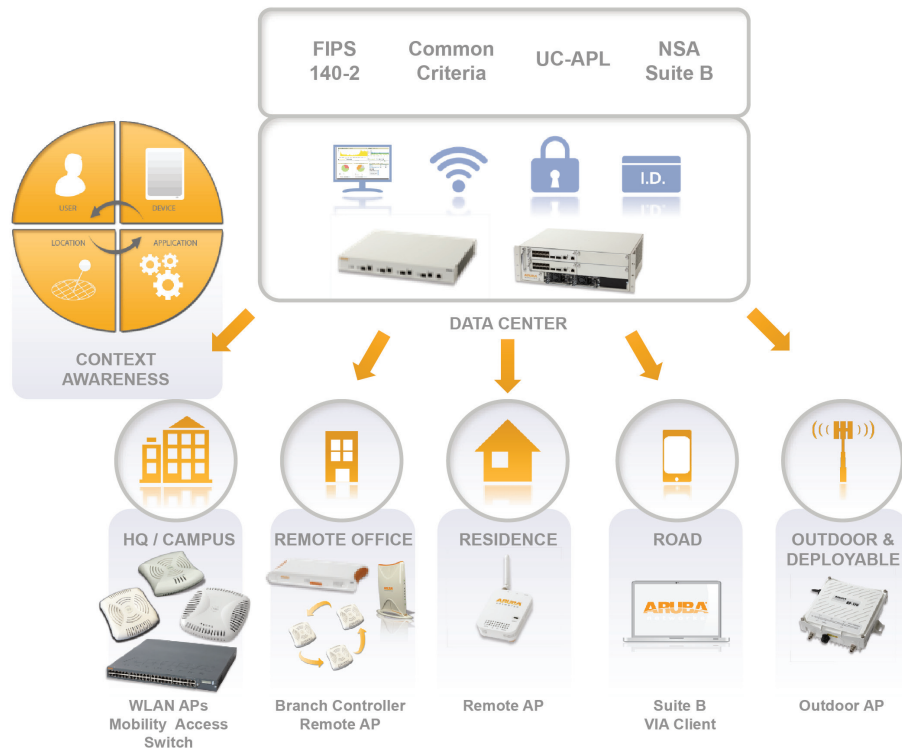 FIPS
140-2
Common
Criteria
UC-APL
NSA
Suite B
I.D.
USER
DEVICE
LOCATION
APPLICATION
CONTEXT
AWARENESS
DATA CENTER
HQ / CAMPUS
REMOTE OFFICE
RESIDENCE
ROAD
OUTDOOR &
DEPLOYABLE
ARUBA
WLAN APs
Mobility Access
Switch
Branch Controller
Remote AP
Remote AP
Suite B
VIA Client
Outdoor AP